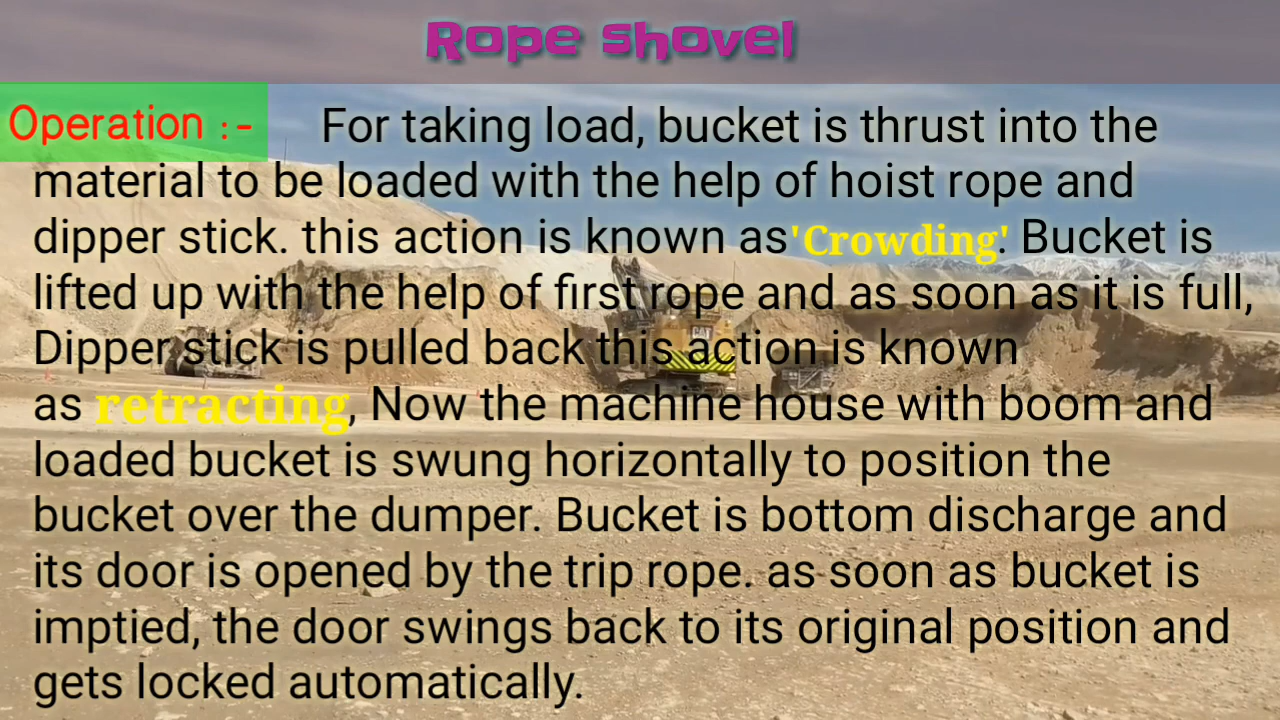 Rope shovel
Operation :- For taking load, bucket is thrust into the
material to be loaded with the help of hoist rope and
dipper stick. this action is known as'Crowding'. Bucket is
lifted up with the help of first rope and as soon as it is full,
Dipper stick is pulled back this action is known
as retracting, Now the machine house with boom and
loaded bucket is swung horizontally to position the
bucket over the dumper. Bucket is bottom discharge and
its door is opened by the trip rope. as soon as bucket is
imptied, the door swings back to its original position and
gets locked automatically.
CAT